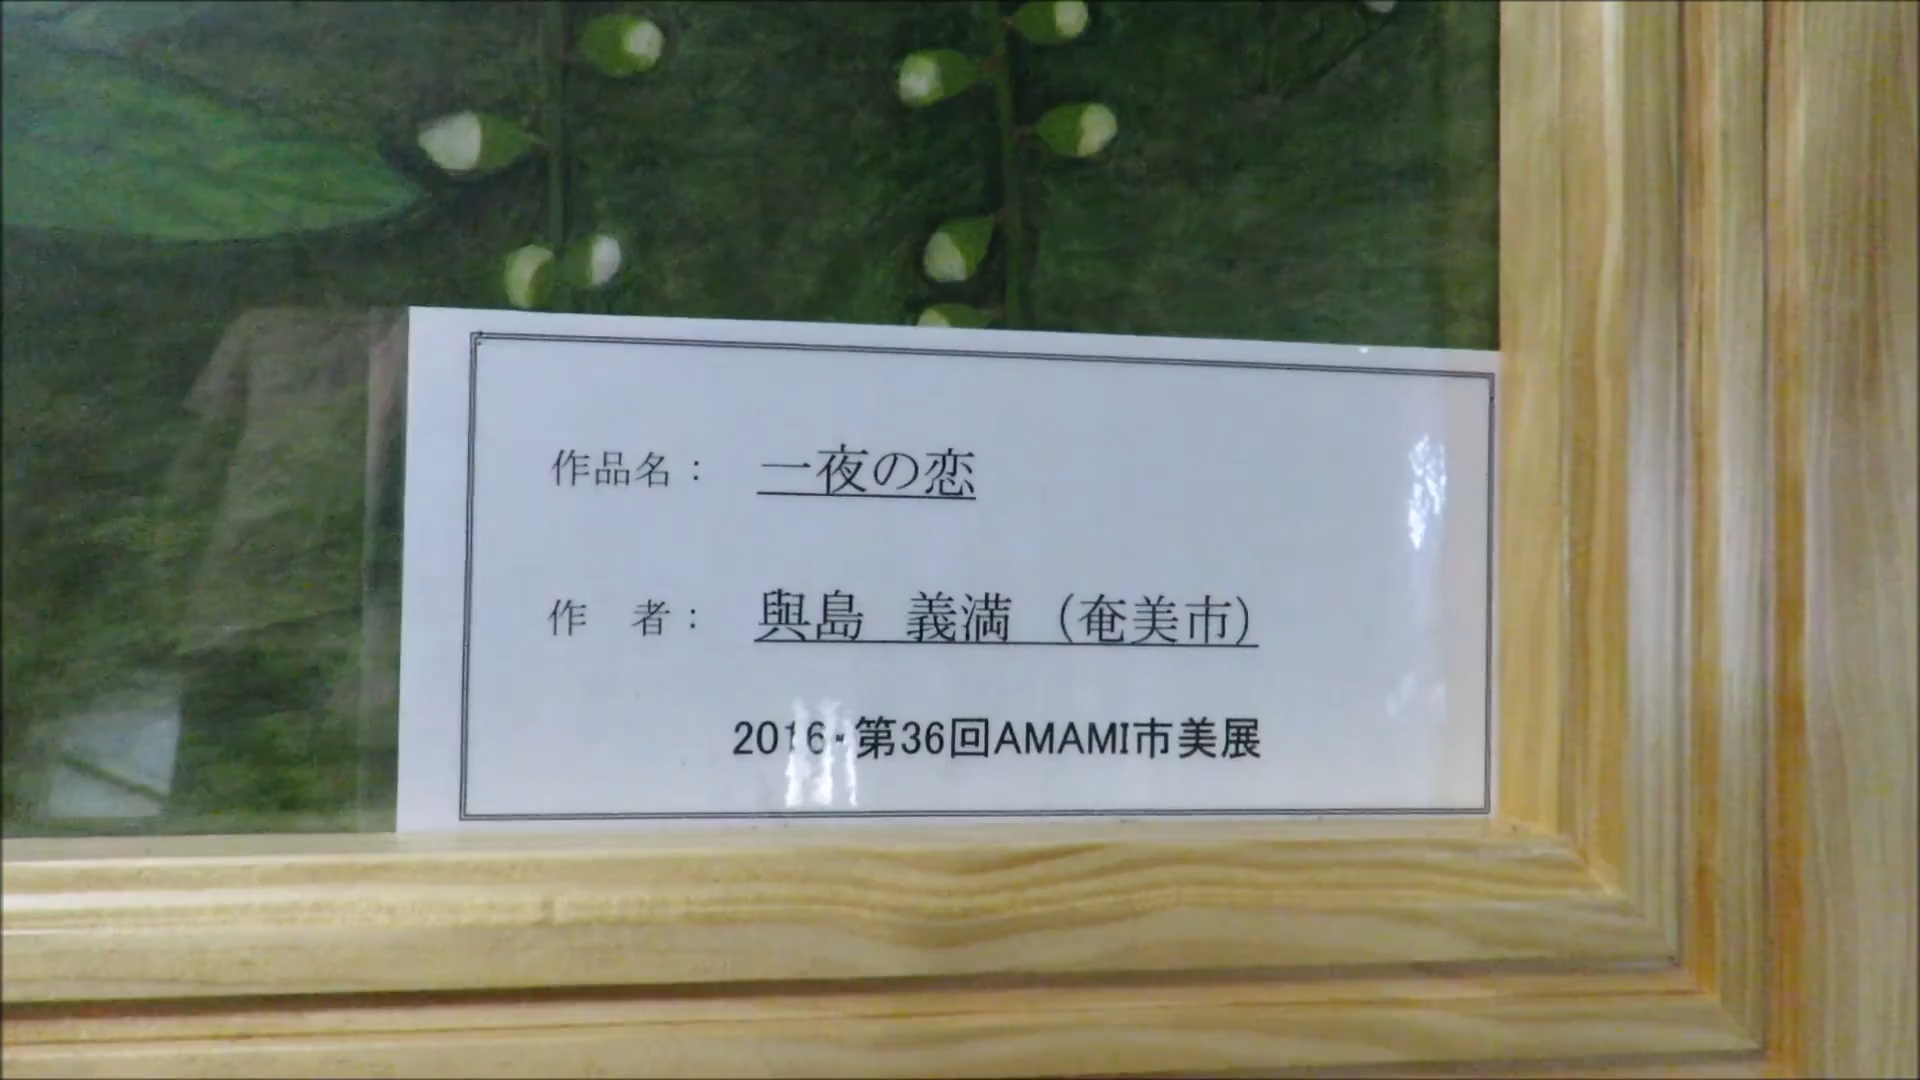 作品名： 一夜の恋
作　者： 與島　義満　（奄美市）
2016・第36回AMAMI市美展